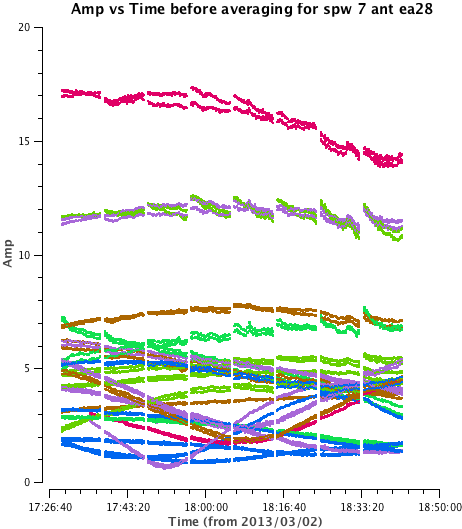 Amp vs Time before averaging for spw 7 ant ea28
20
15
10
5
0
Amp
17:26:40 17:43:20 18:00:00 18:16:40 18:33:20 18:50:00
Time (from 2013/03/02)